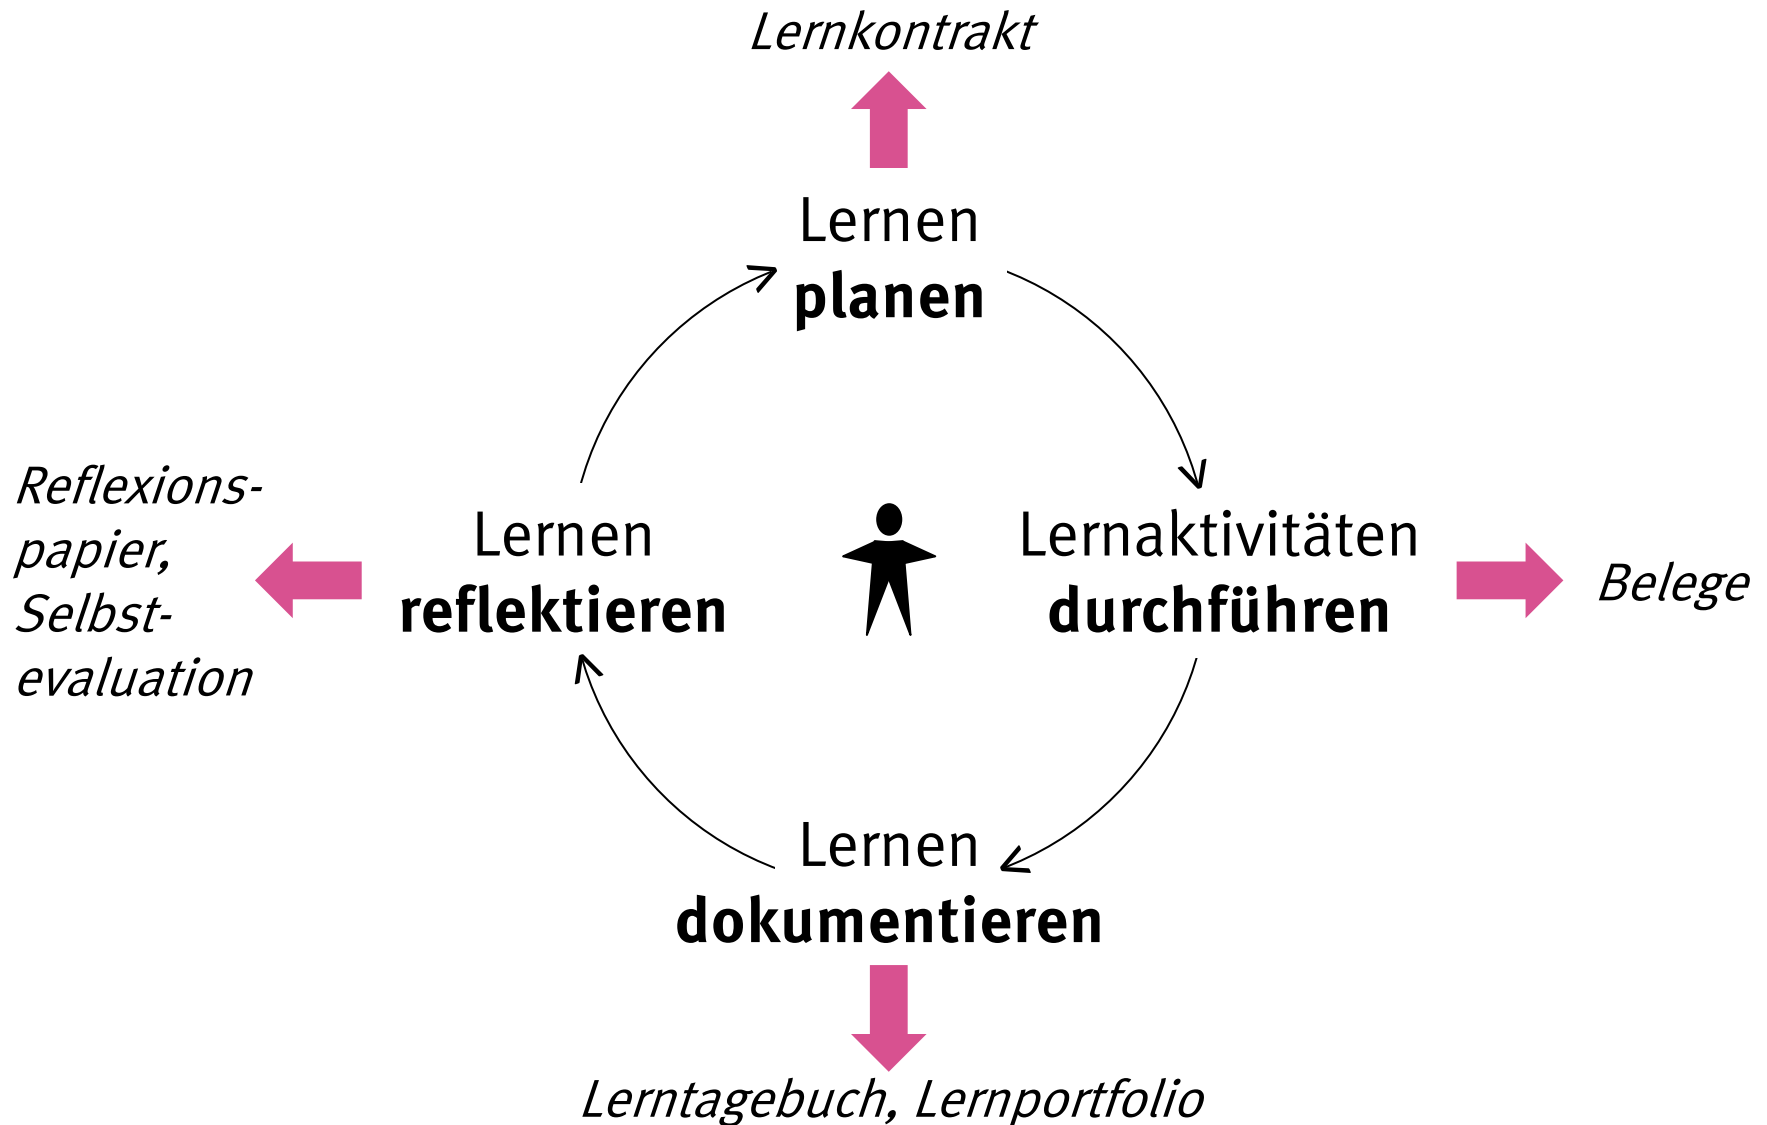 Lernkontrakt
Lernen
planen
Reflexions-
papier,
Selbst-
evaluation
Lernen
reflektieren
Lernaktivitäten
durchführen
Belege
Lernen
dokumentieren
Lerntagebuch, Lernportfolio